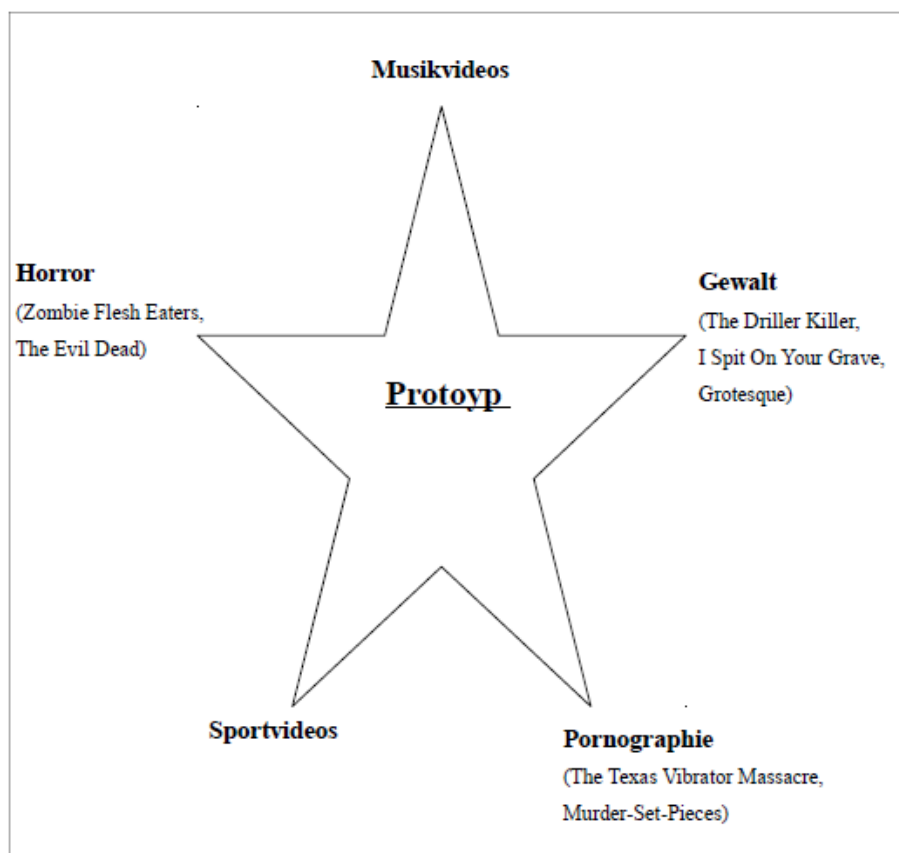 Musikvideos
Horror
(Zombie Flesh Eaters,
The Evil Dead)
Gewalt
(The Driller Killer,
I Spit On Your Grave,
Grotesque)
Protoyp
Sportvideos
Pornographie
(The Texas Vibrator Massacre,
Murder-Set-Pieces)